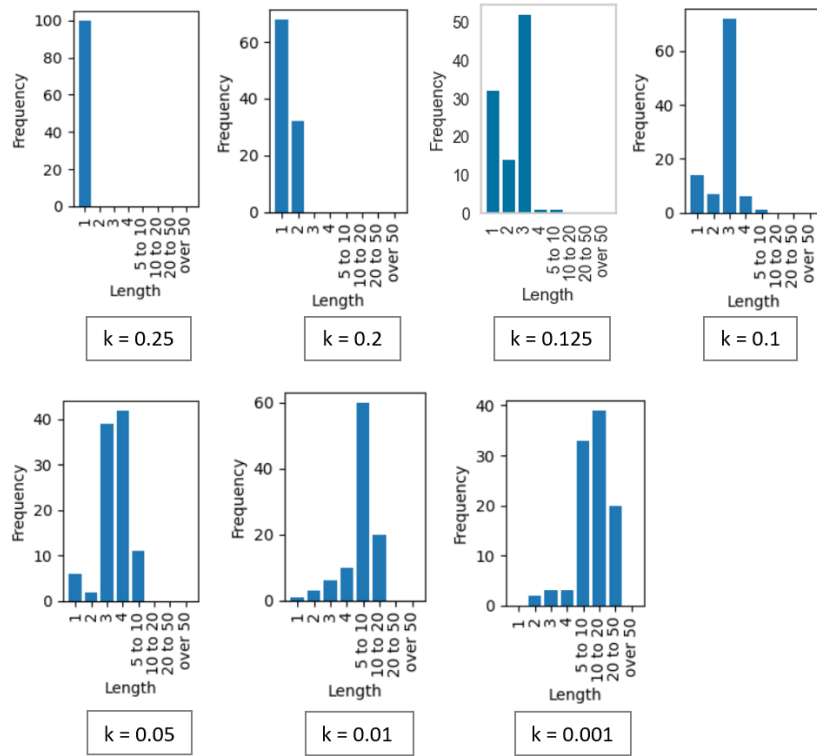 Frequency
100
80
60
40
20
0
1
2
3
4
5 to 10
10 to 20
20 to 50
over 50
Length
k = 0.25
Frequency
60
40
20
0
1
2
3
4
5 to 10
10 to 20
20 to 50
over 50
Length
k = 0.2
Frequency
50
40
30
20
10
0
1
2
3
4
5 to 10
10 to 20
20 to 50
over 50
Length
k = 0.125
Frequency
60
40
20
0
1
2
3
4
5 to 10
10 to 20
20 to 50
over 50
Length
k = 0.1
Frequency
40
30
20
10
0
1
2
3
4
5 to 10
10 to 20
20 to 50
over 50
Length
k = 0.05
Frequency
60
40
20
0
1
2
3
4
5 to 10
10 to 20
20 to 50
over 50
Length
k = 0.01
Frequency
40
30
20
10
0
1
2
3
4
5 to 10
10 to 20
20 to 50
over 50
Length
k = 0.001